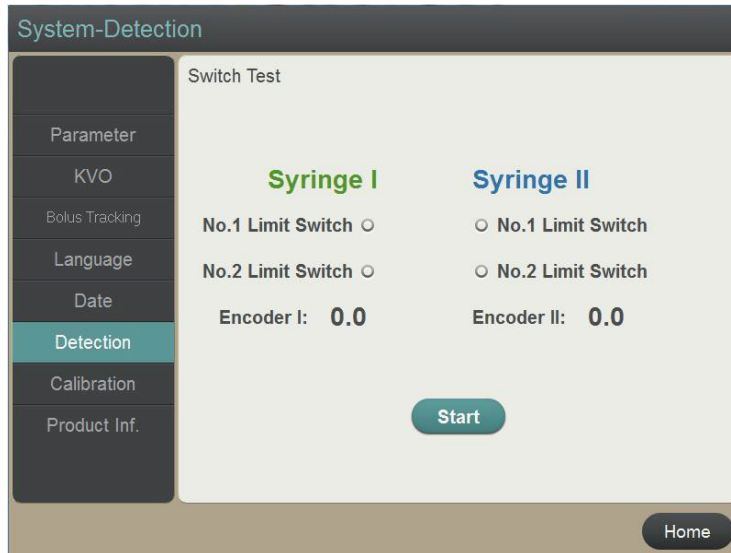 System-Detection
Parameter
KVO
Bolus Tracking
Language
Date
Detection
Calibration
Product Inf.
Switch Test
Syringe I
Syringe II
No.1 Limit Switch
No.1 Limit Switch
No.2 Limit Switch
No.2 Limit Switch
Encoder I: 0.0
Encoder II: 0.0
Start
Home